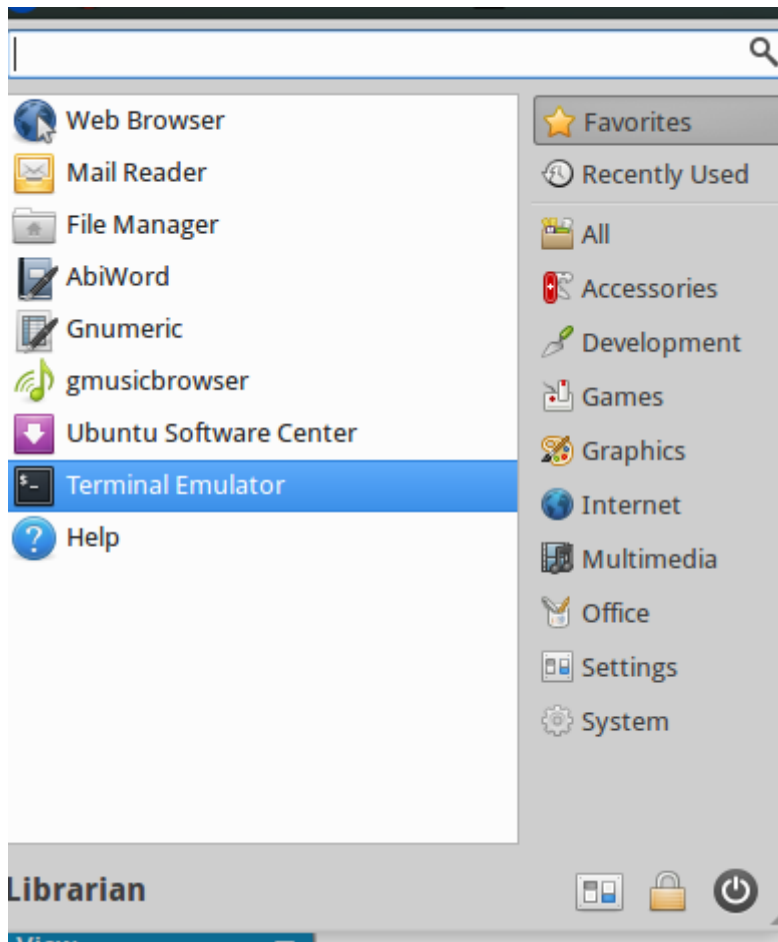 Web Browser
Mail Reader
File Manager
AbiWord
Gnumeric
gmusicbrowser
Ubuntu Software Center
$_ Terminal Emulator
? Help
Favorites
Recently Used
All
Accessories
Development
Games
Graphics
Internet
Multimedia
Office
Settings
System
Librarian
View